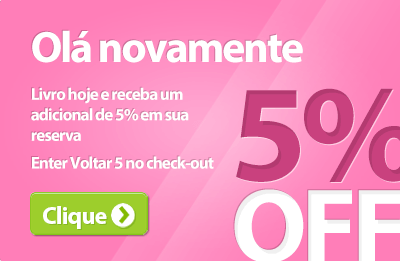 Olá novamente
Livro hoje e receba um
adicional de 5% em sua
reserva
Enter Voltar 5 no check-out
Clique
5%
OFF